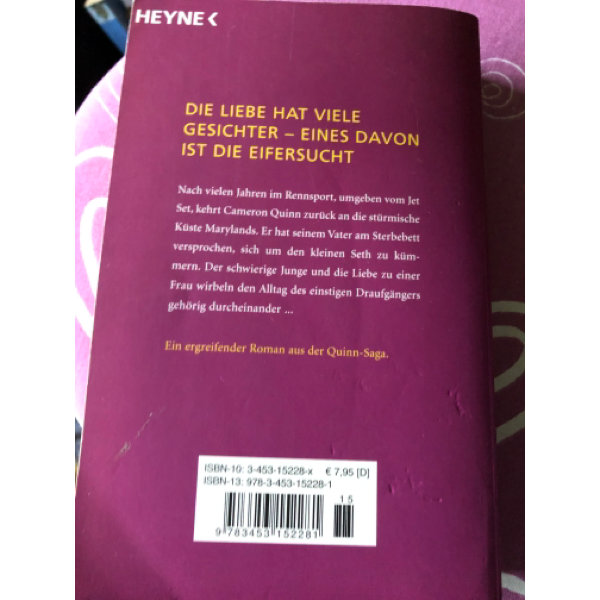 HEYNE<
DIE LIEBE HAT VIELE
GESICHTER – EINES DAVON
IST DIE EIFERSUCHT
Nach vielen Jahren im Rennsport, umgeben vom Jet
Set, kehrt Cameron Quinn zurück an die stürmische
Küste Marylands. Er hat seinem Vater am Sterbebett
versprochen, sich um den kleinen Seth zu küm-
mern. Der schwierige Junge und die Liebe zu einer
Frau wirbeln den Alltag des einstigen Draufgängers
gehörig durcheinander ...
Ein ergreifender Roman aus der Quinn-Saga.
ISBN-10: 3-453-15228-x € 7,95 [D]
ISBN-13: 978-3-453-15228-1
15
9 783453 152281